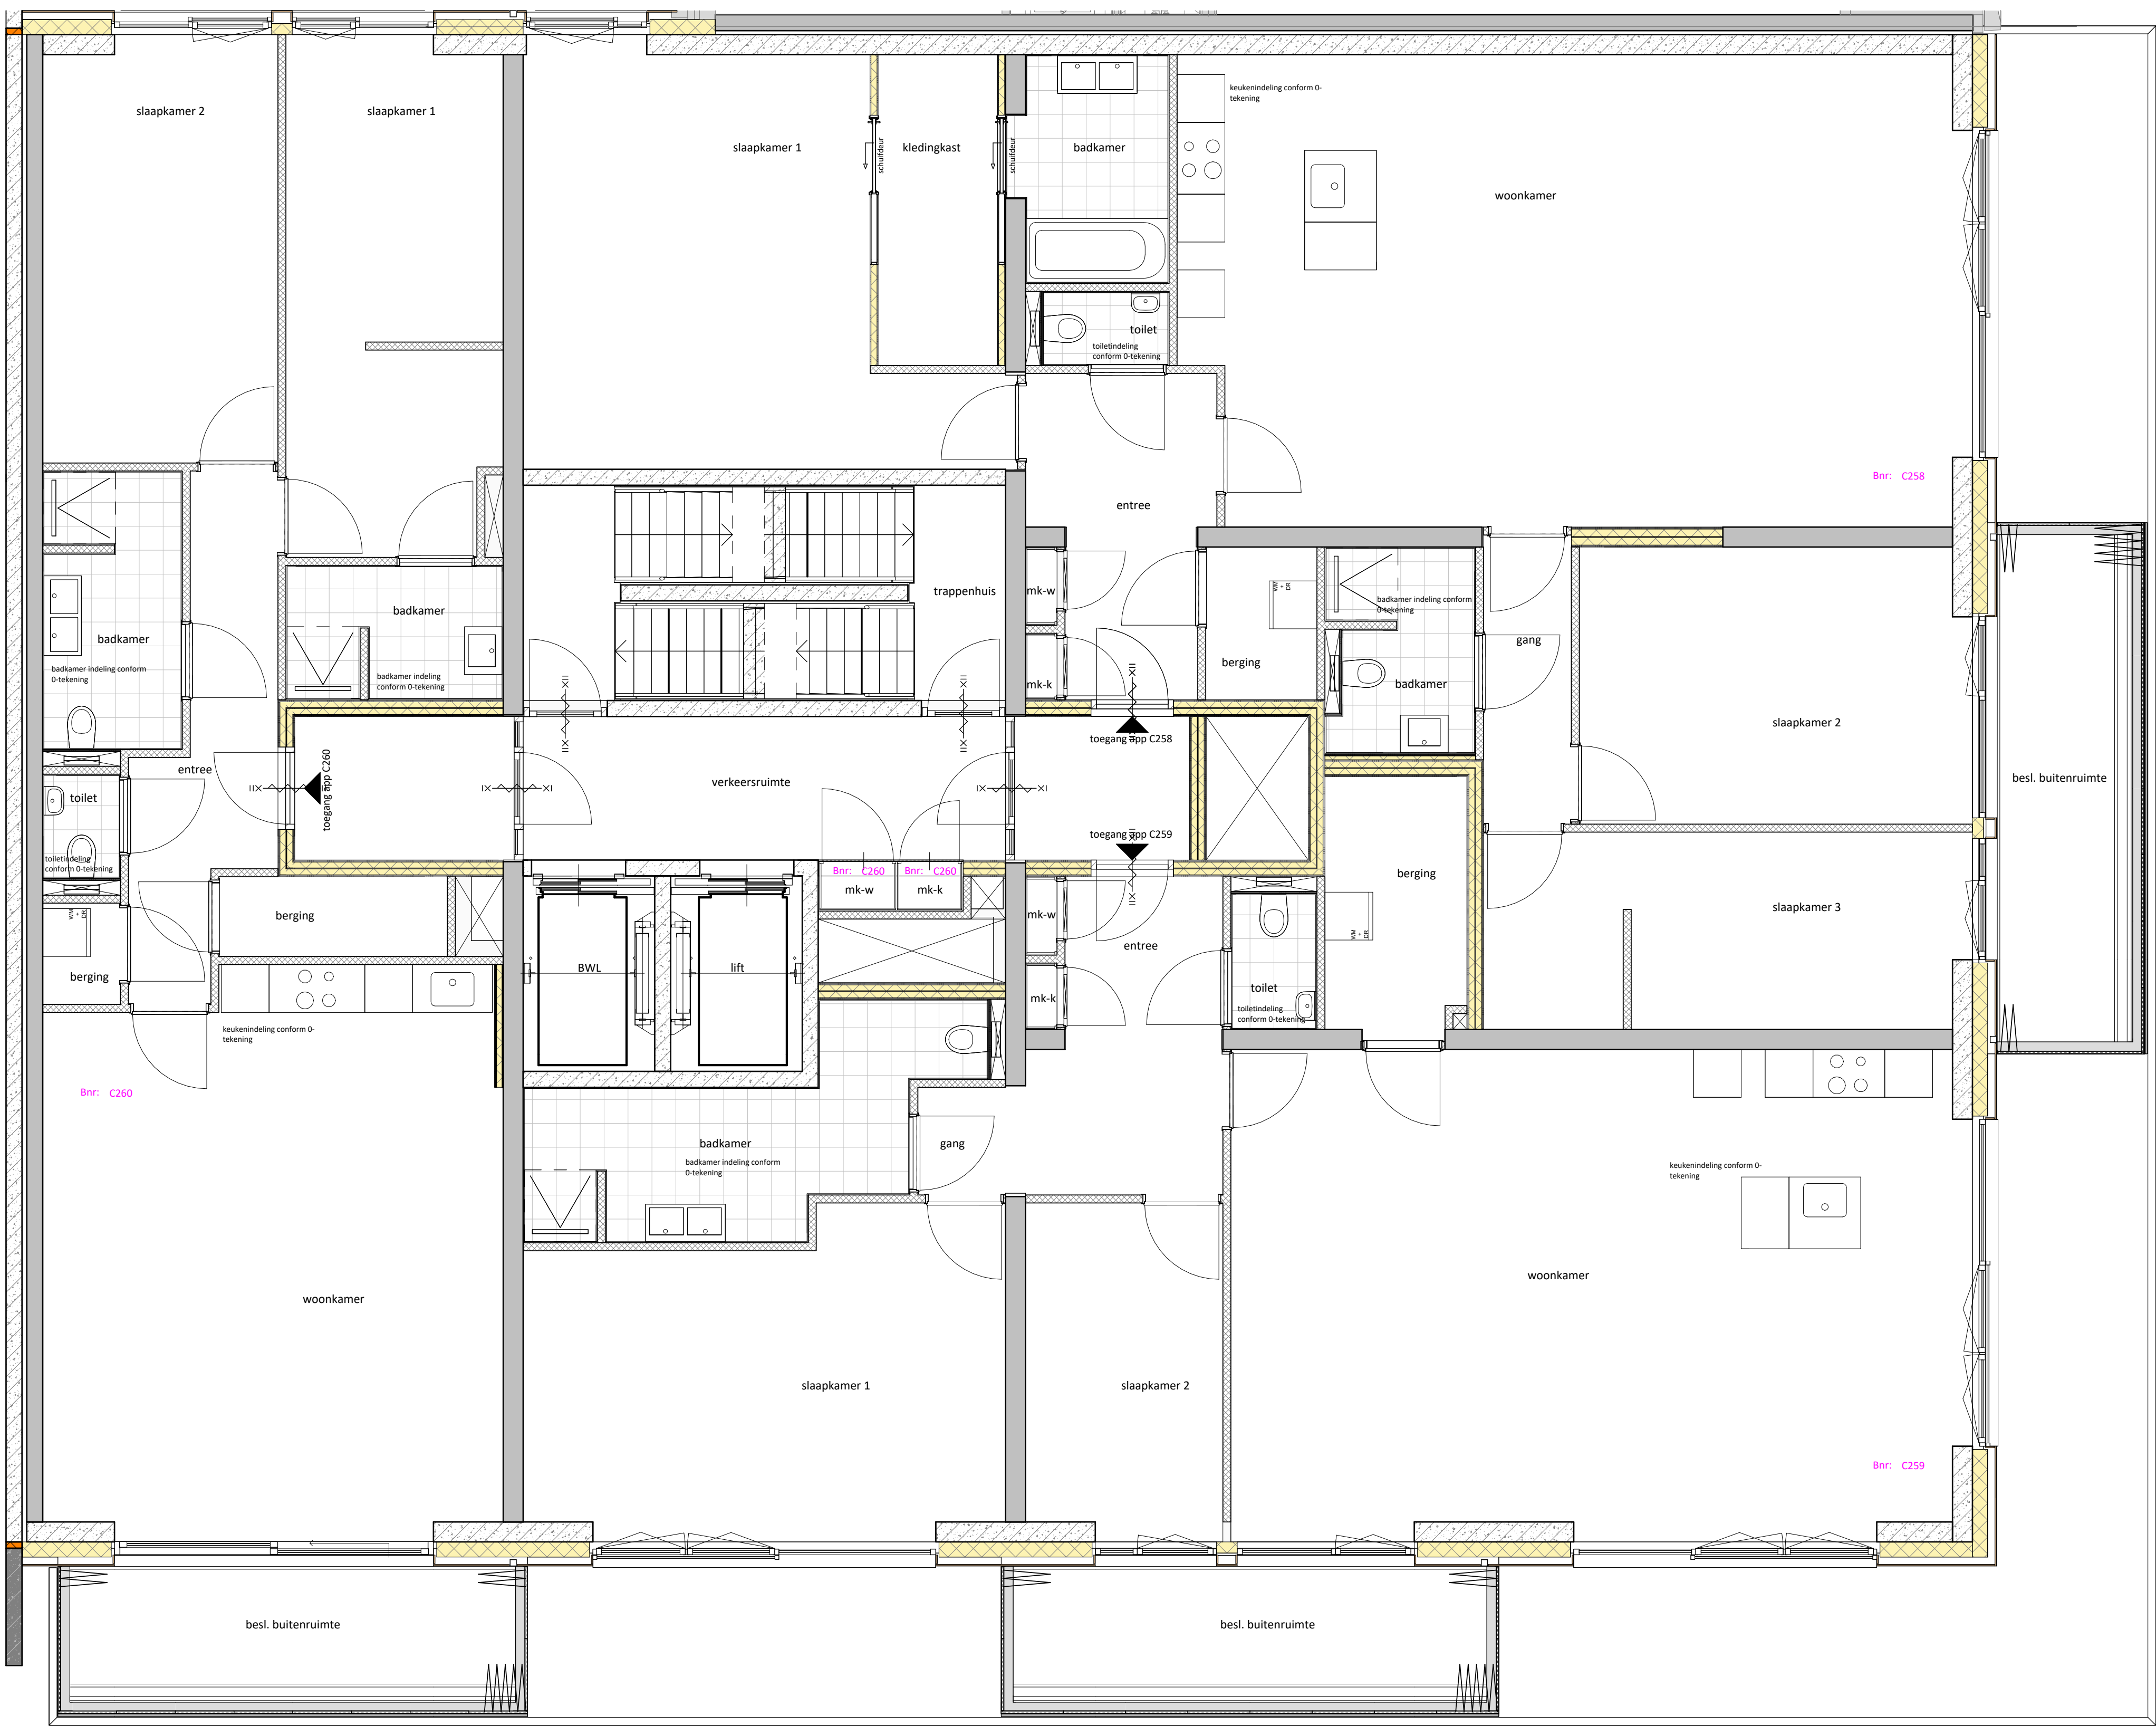 slaapkamer 2
slaapkamer 1
slaapkamer 1
schuifdeur
kledingkast
schuifdeur
badkamer
keukenindeling conform 0-
tekening
woonkamer
toilet
toiletindeling
conform 0-tekening
Bnr: C258
entree
trappenhuis
mk-w
mk-k
WM
+
DR
berging
badkamer indeling conform
0-tekening
badkamer
gang
slaapkamer 2
besl. buitenruimte
badkamer
badkamer indeling
conform 0-tekening
badkamer
badkamer indeling conform
0-tekening
entree
toegang app C260
toilet
toiletindeling
conform 0-tekening
verkeersruimte
toegang app C258
toegang app C259
Bnr: C260
mk-w
Bnr: C260
mk-k
berging
WM
+
DR
berging
BWL
lift
mk-w
mk-k
entree
toilet
toiletindeling
conform 0-tekening
berging
WM
+
DR
slaapkamer 3
keukenindeling conform 0-
tekening
Bnr: C260
badkamer
badkamer indeling conform
0-tekening
gang
keukenindeling conform 0-
tekening
woonkamer
woonkamer
slaapkamer 1
slaapkamer 2
Bnr: C259
besl. buitenruimte
besl. buitenruimte